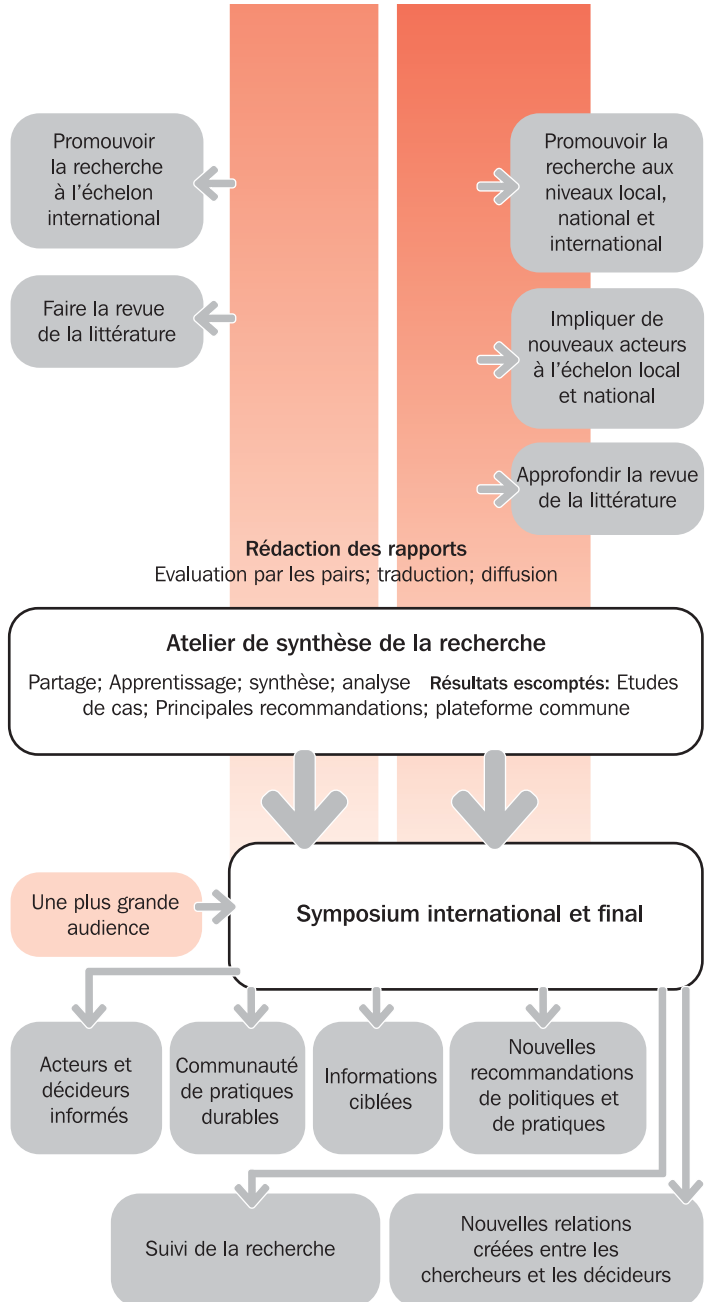 Promouvoir
la recherche
à l'échelon
international
Promouvoir la
recherche aux
niveaux local,
national et
international
Faire la revue
de la littérature
Impliquer de
nouveaux acteurs
à l'échelon local
et national
Approfondir la revue
de la littérature
Rédaction des rapports
Evaluation par les pairs; traduction; diffusion
Atelier de synthèse de la recherche
Partage; Apprentissage; synthèse; analyse Résultats escomptés: Etudes
de cas; Principales recommandations; plateforme commune
Une plus grande
audience
Symposium international et final
Acteurs et
décideurs
informés
Communauté
de pratiques
durables
Informations
ciblées
Nouvelles
recommandations
de politiques et
de pratiques
Suivi de la recherche
Nouvelles relations
créées entre les
chercheurs et les décideurs